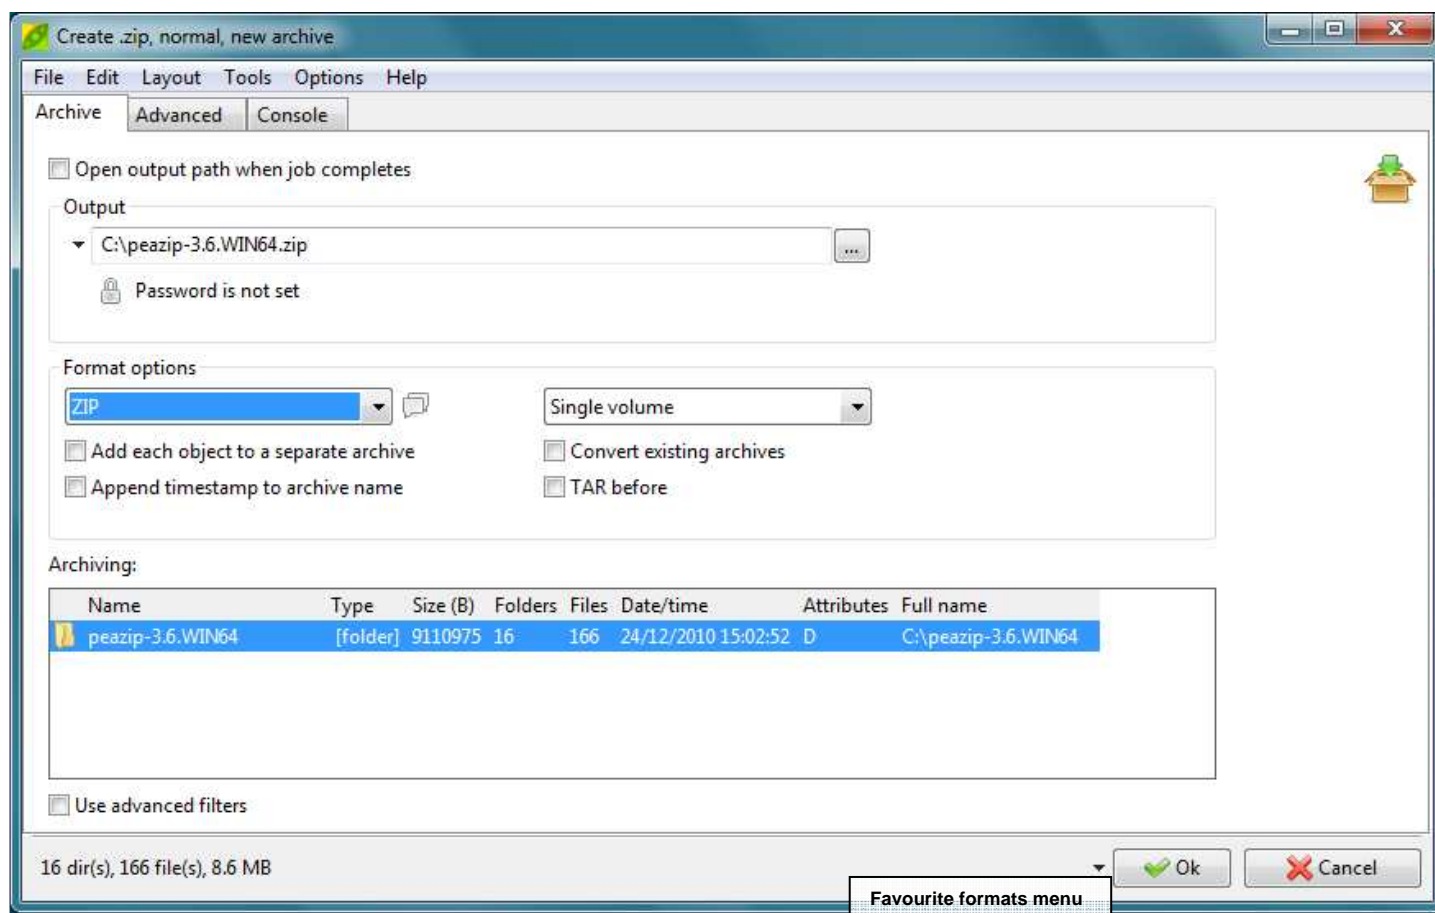 Create .zip, normal, new archive
File Edit Layout Tools Options Help
Archive Advanced Console
Open output path when job completes
Output
C:\peazip-3.6.WIN64.zip ...
Password is not set
Format options
ZIP Single volume
Add each object to a separate archive Convert existing archives
Append timestamp to archive name TAR before
Archiving:
Name Type Size (B) Folders Files Date/time Attributes Full name
peazip-3.6.WIN64 [folder] 9110975 16 166 24/12/2010 15:02:52 D C:\peazip-3.6.WIN64
Use advanced filters
16 dir(s), 166 file(s), 8.6 MB Ok Cancel
Favourite formats menu